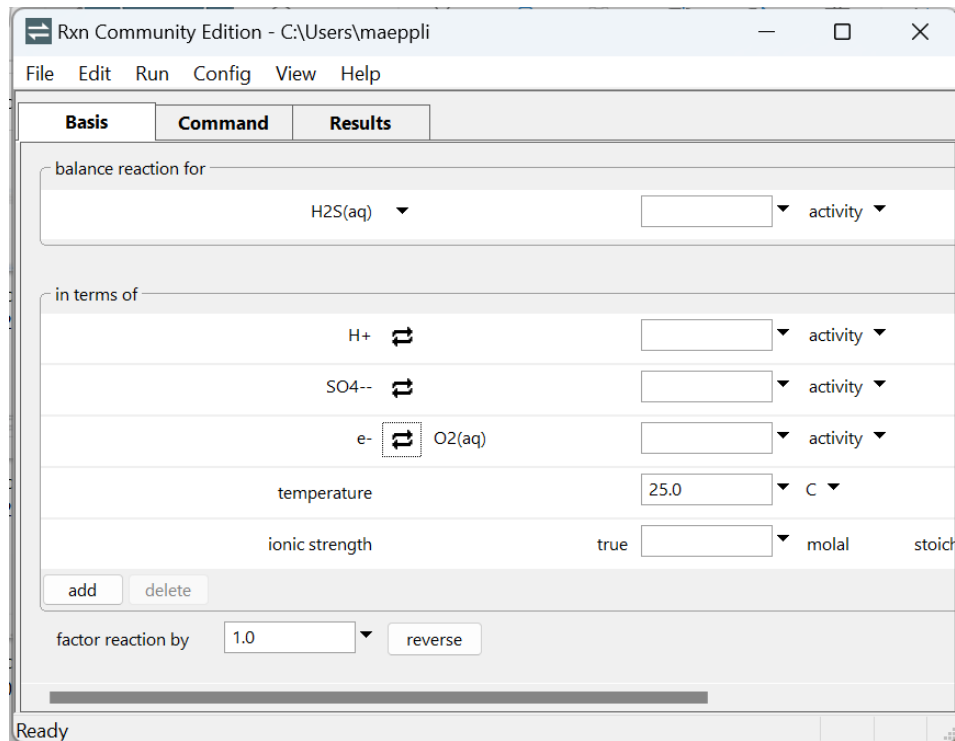 Rxn Community Edition - C:\Users\maeppli
File Edit Run Config View Help
Basis Command Results
balance reaction for
H2S(aq) activity
in terms of
H+ activity
SO4-- activity
e- O2(aq) activity
temperature 25.0 C
ionic strength true molal stoich
add delete
factor reaction by 1.0 reverse
Ready